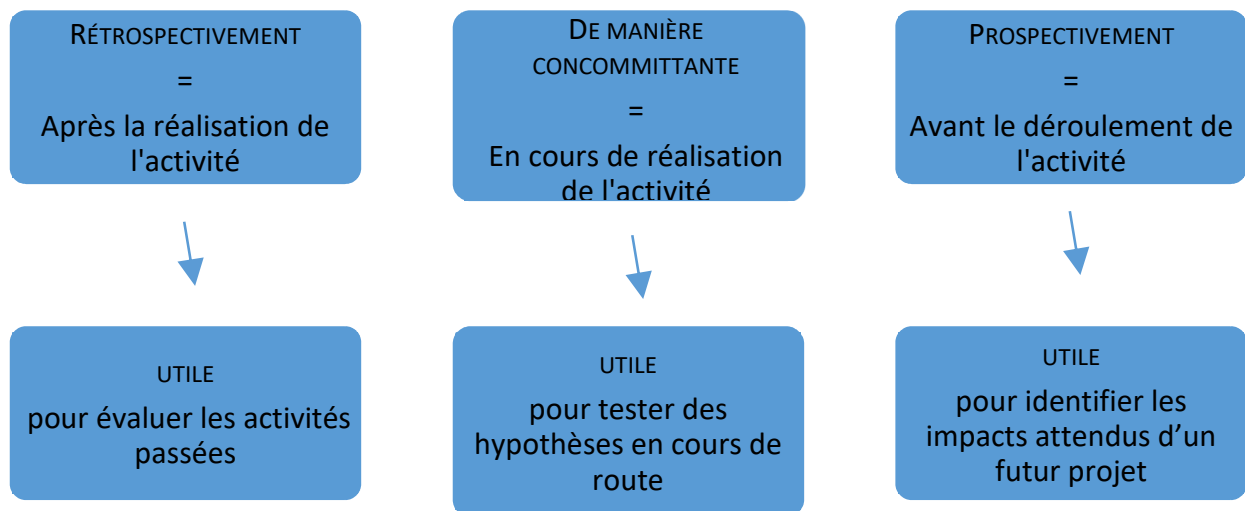 RÉTROSPECTIVEMENT
=
Après la réalisation de
l'activité
DE MANIÈRE
CONCOMMITTANTE
=
En cours de réalisation
de l'activité
PROSPECTIVEMENT
=
Avant le déroulement de
l'activité
UTILE
pour évaluer les activités
passées
UTILE
pour tester des
hypothèses en cours de
route
UTILE
pour identifier les
impacts attendus d’un
futur projet